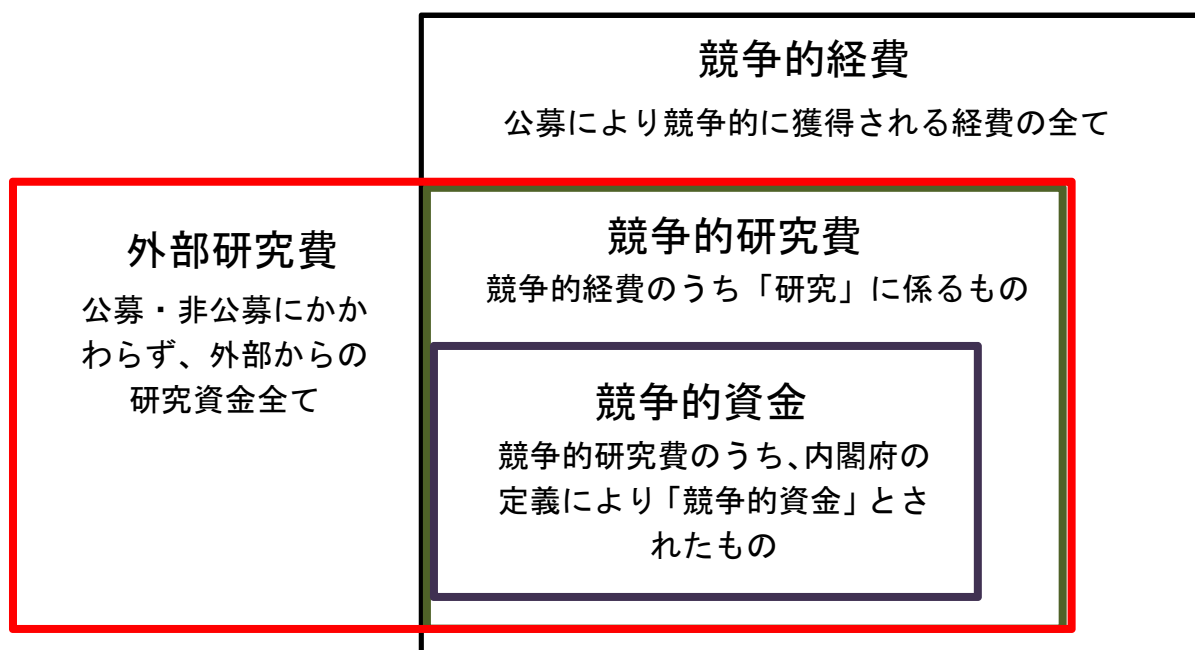 競争的経費
公募により競争的に獲得される経費の全て
外部研究費
公募・非公募にかか
わらず、外部からの
研究資金全て
競争的研究費
競争的経費のうち「研究」に係るもの
競争的資金
競争的研究費のうち、内閣府の
定義により「競争的資金」とさ
れたもの